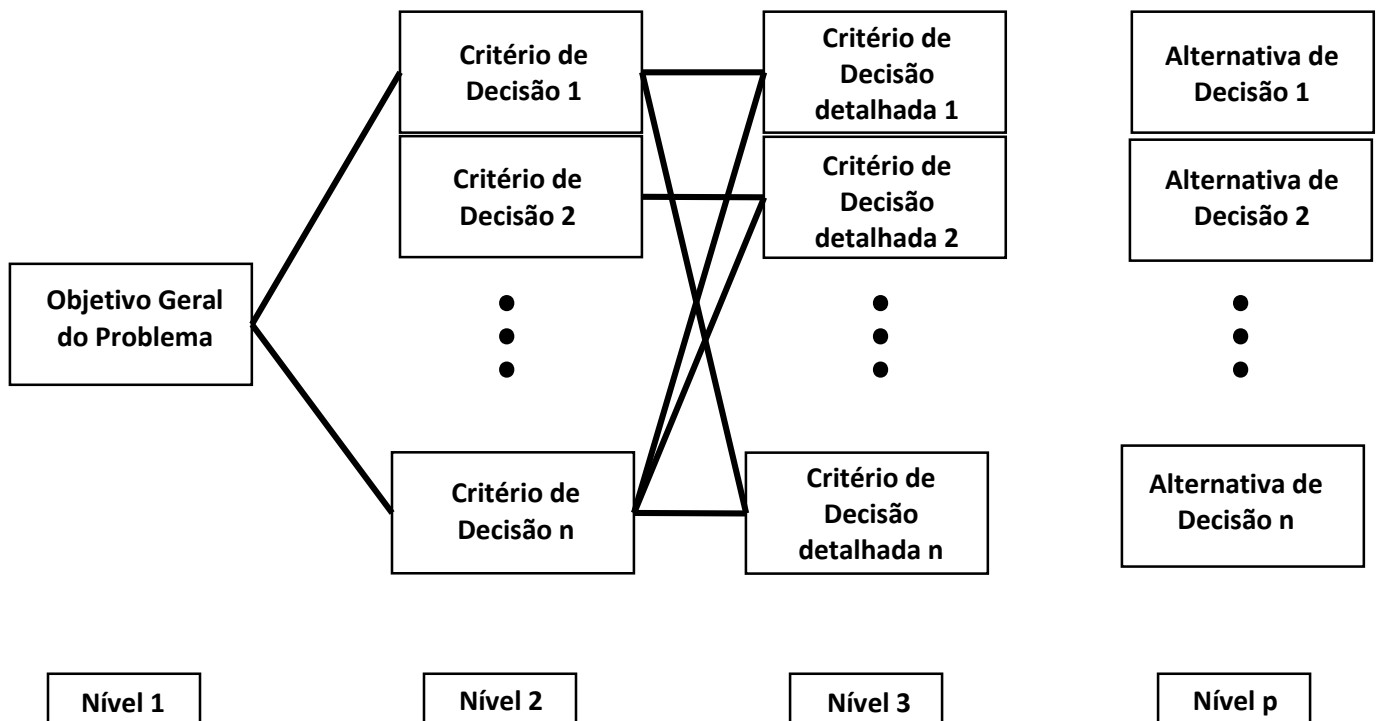 Critério de
Decisão 1
Critério de
Decisão
detalhada 1
Alternativa de
Decisão 1
Critério de
Decisão 2
Critério de
Decisão
detalhada 2
Alternativa de
Decisão 2
Objetivo Geral
do Problema
Critério de
Decisão n
Critério de
Decisão
detalhada n
Alternativa de
Decisão n
Nível 1
Nível 2
Nível 3
Nível p